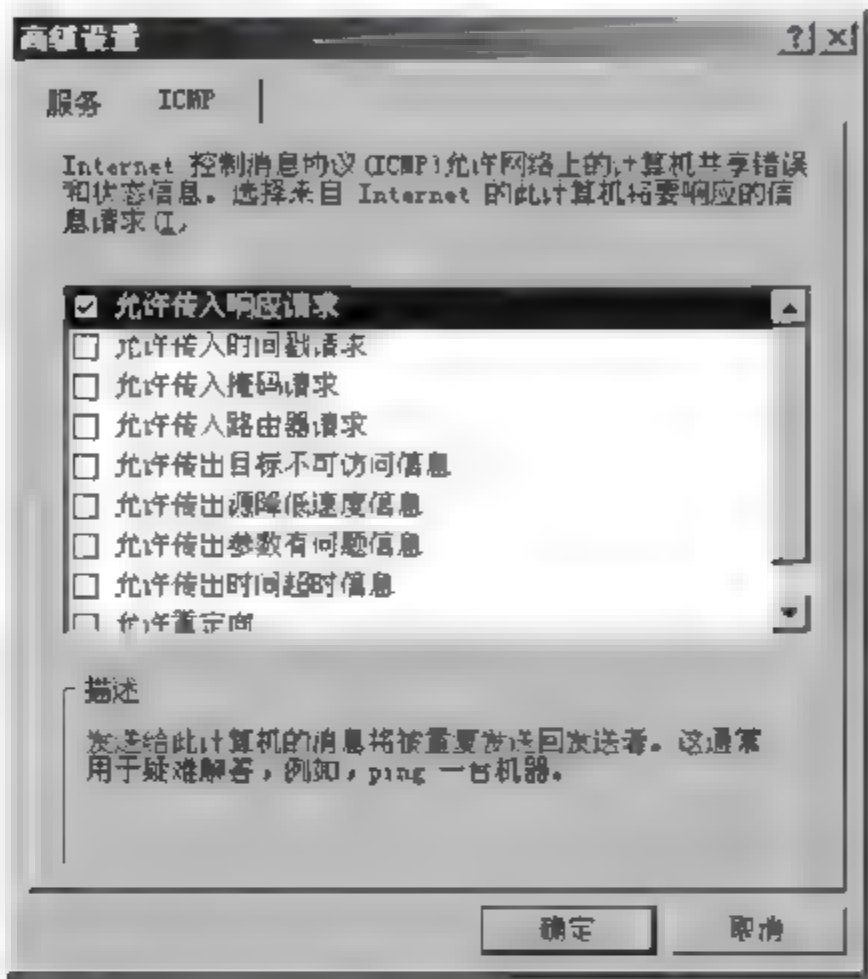 高级设置
服务 ICMP
Internet 控制消息协议(ICMP)允许网络上的计算机共享错误
和状态信息。选择来自 Internet 的此计算机将要响应的信
息请求(I)
允许传入响应请求
允许传入时间戳请求
允许传入掩码请求
允许传入路由器请求
允许传出目标不可访问信息
允许传出源降低速度信息
允许传出参数有问题信息
允许传出时间超时信息
允许重定向
描述
发送给此计算机的消息将被重复发送回发送者。这通常
用于疑难解答，例如，ping 一台机器。
确定 取消